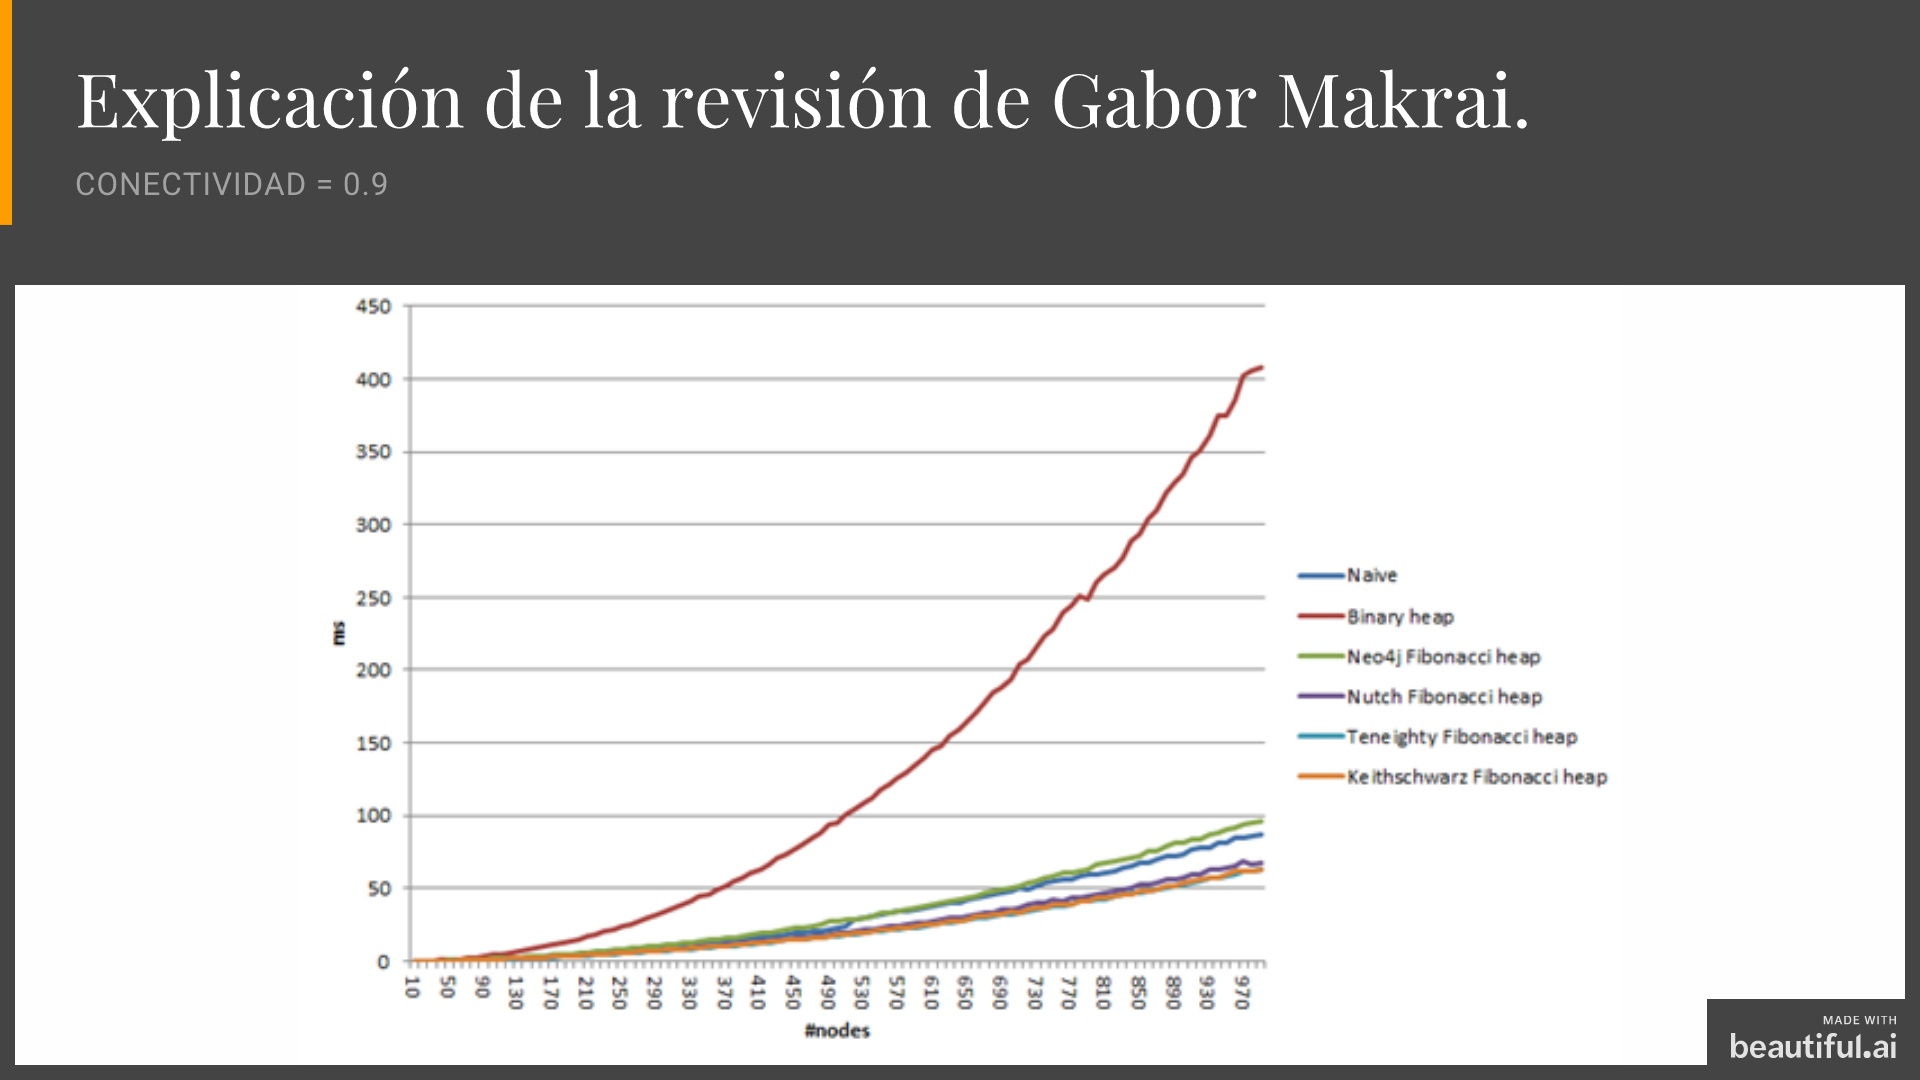 Explicación de la revisión de Gabor Makrai.
CONECTIVIDAD = 0.9
450
400
350
300
250
200
150
100
50
0
ms
10 50 90 130 170 210 250 290 330 370 410 450 490 530 570 610 650 690 730 770 810 850 890 930 970
#nodes
Naive
Binary heap
Neo4j Fibonacci heap
Nutch Fibonacci heap
Teneighty Fibonacci heap
Keithschwarz Fibonacci heap
MADE WITH
beautiful.ai